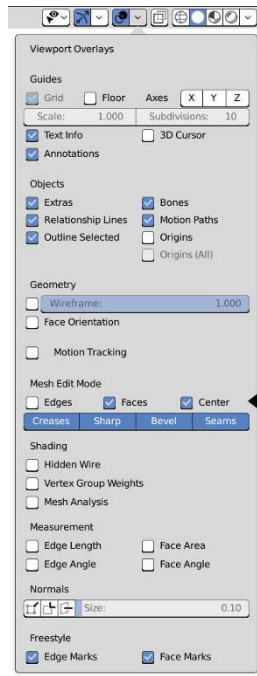 Viewport Overlays
Guides
Grid Floor Axes X Y Z
Scale: 1.000 Subdivisions: 10
Text Info 3D Cursor
Annotations
Objects
Extras Bones
Relationship Lines Motion Paths
Outline Selected Origins
Origins (All)
Geometry
Wireframe: 1.000
Face Orientation
Motion Tracking
Mesh Edit Mode
Edges Faces Center
Creases Sharp Bevel Seams
Shading
Hidden Wire
Vertex Group Weights
Mesh Analysis
Measurement
Edge Length Face Area
Edge Angle Face Angle
Normals
Size: 0.10
Freestyle
Edge Marks Face Marks